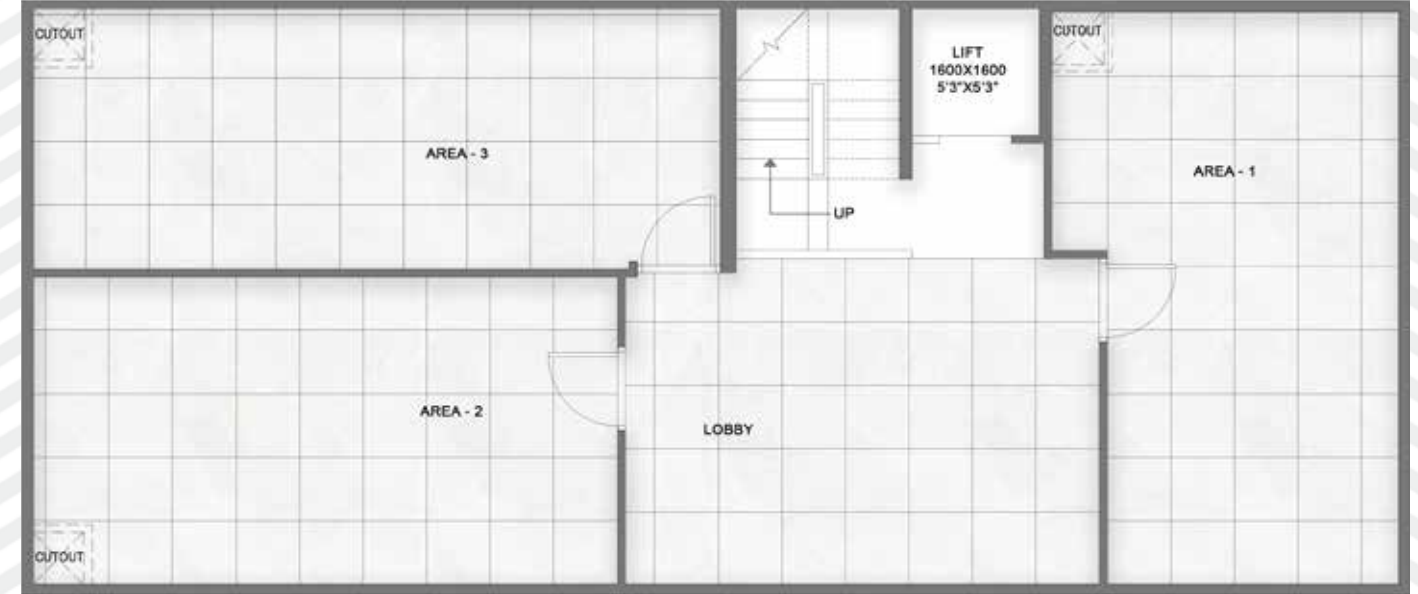 CUTOUT
CUTOUT
LIFT
1600X1600
5'3"X5'3"
AREA - 3
AREA - 1
UP
AREA - 2
LOBBY
CUTOUT